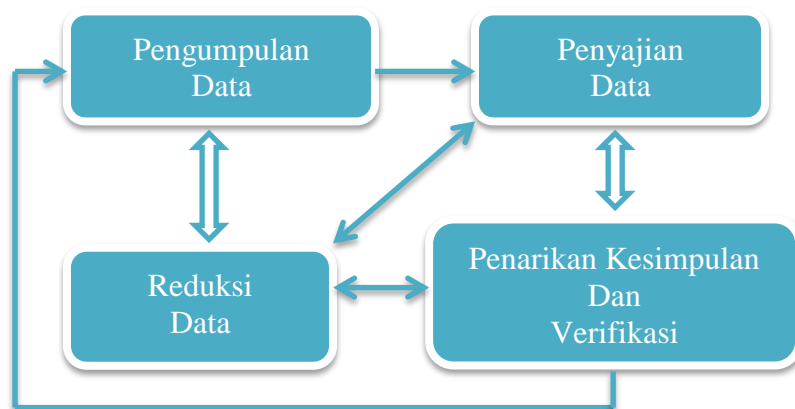 Pengumpulan
Data
Penyajian
Data
Reduksi
Data
Penarikan Kesimpulan
Dan
Verifikasi